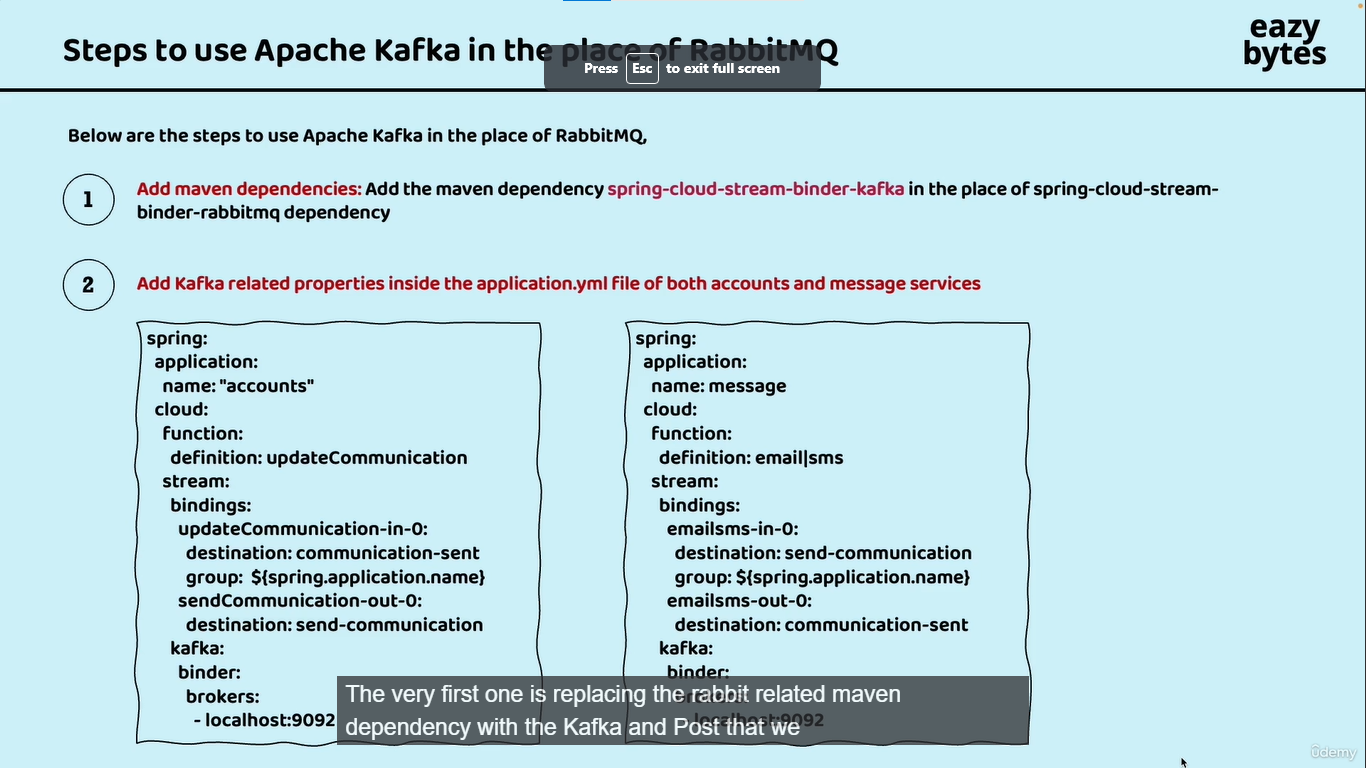 Steps to use Apache Kafka in the place of RabbitMQ
eazy
bytes
Press Esc to exit full screen
Below are the steps to use Apache Kafka in the place of RabbitMQ,
1
Add maven dependencies: Add the maven dependency spring-cloud-stream-binder-kafka in the place of spring-cloud-stream-
binder-rabbitmq dependency
2
Add Kafka related properties inside the application.yml file of both accounts and message services
spring:
application:
name: "accounts"
cloud:
function:
definition: updateCommunication
stream:
bindings:
updateCommunication-in-0:
destination: communication-sent
group: ${spring.application.name}
sendCommunication-out-0:
destination: send-communication
kafka:
binder:
brokers:
- localhost:9092
spring:
application:
name: message
cloud:
function:
definition: email|sms
stream:
bindings:
emailsms-in-0:
destination: send-communication
group: ${spring.application.name}
emailsms-out-0:
destination: communication-sent
kafka:
binder:
brokers:
- localhost:9092
The very first one is replacing the rabbit related maven
dependency with the Kafka and Post that we
ûdemy